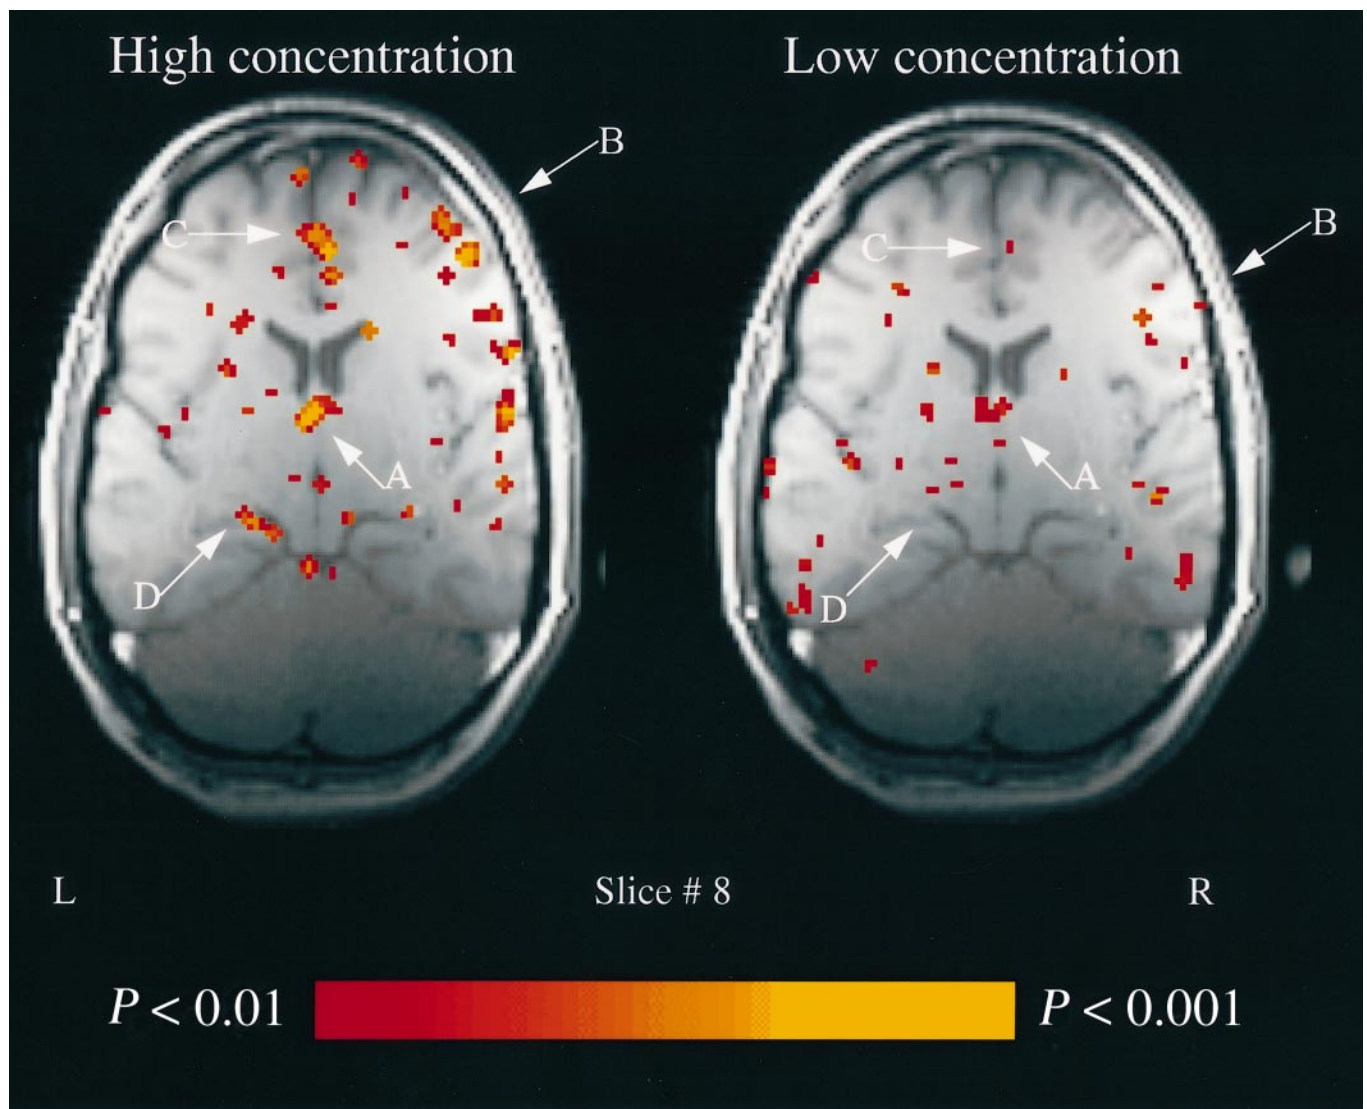 High concentration
Low concentration
B
B
C
C
A
A
D
D
L
Slice # 8
R
P < 0.01
P < 0.001